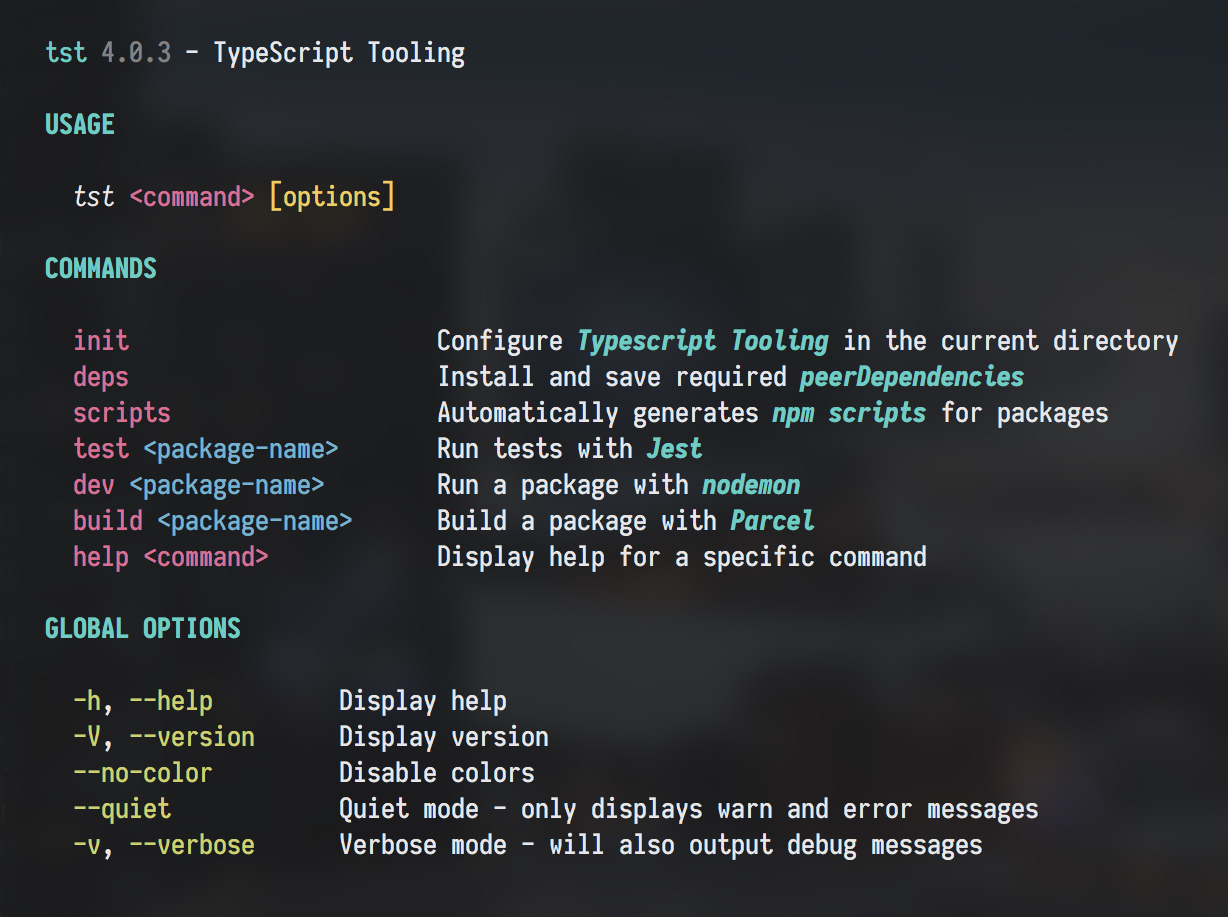 tst 4.0.3 – TypeScript Tooling
USAGE
tst <command> [options]
COMMANDS
init Configure Typescript Tooling in the current directory
deps Install and save required peerDependencies
scripts Automatically generates npm scripts for packages
test <package-name> Run tests with Jest
dev <package-name> Run a package with nodemon
build <package-name> Build a package with Parcel
help <command> Display help for a specific command
GLOBAL OPTIONS
-h, --help Display help
-V, --version Display version
--no-color Disable colors
--quiet Quiet mode – only displays warn and error messages
-v, --verbose Verbose mode – will also output debug messages